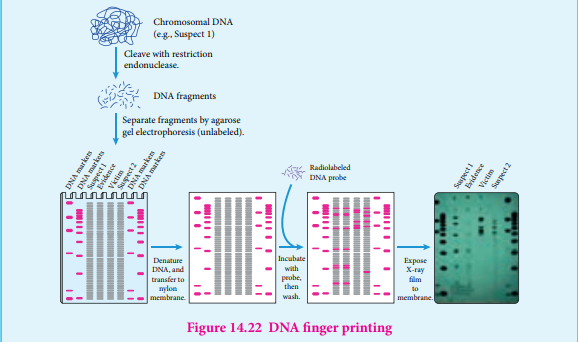 Chromosomal DNA
(e.g., Suspect 1)
Cleave with restriction
endonuclease.
DNA fragments
Separate fragments by agarose
gel electrophoresis (unlabeled).
DNA markers
DNA markers
Suspect 1
Evidence
Victim
Suspect 2
DNA markers
DNA markers
Radiolabeled
DNA probe
Suspect 1
Evidence
Victim
Suspect 2
Denature
DNA, and
transfer to
nylon
membrane.
Incubate
with
probe,
then
wash.
Expose
X-ray
film
to
membrane.
Figure 14.22 DNA finger printing